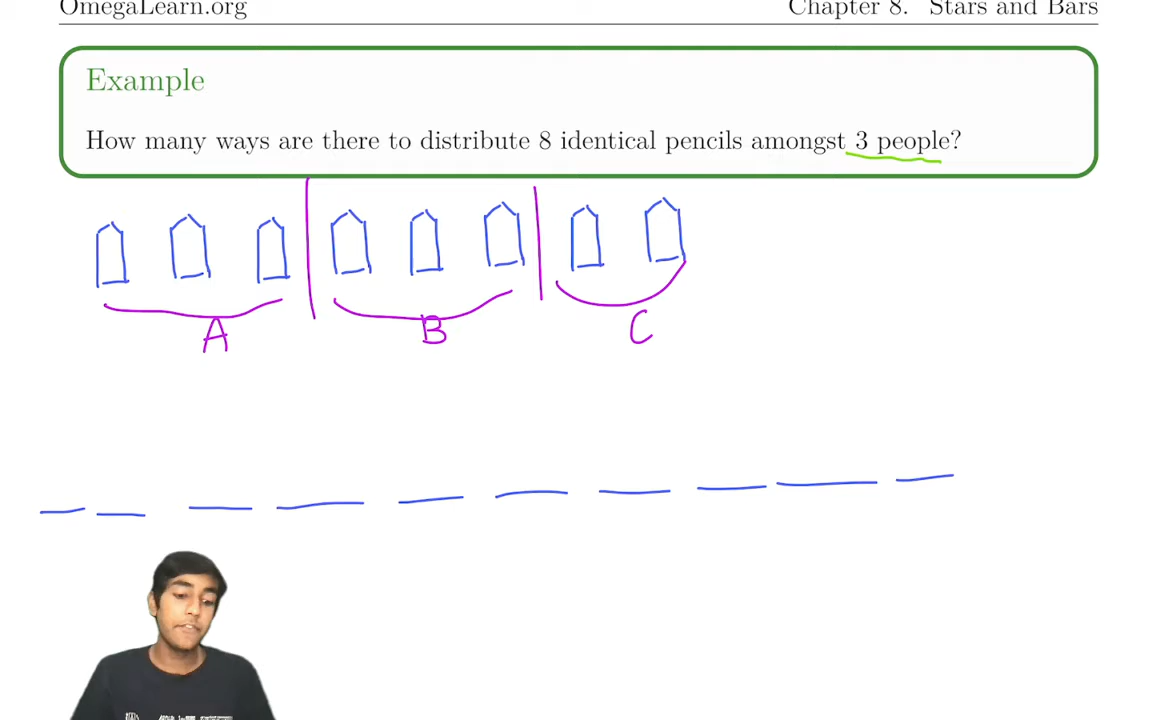 OmegaLearn.org Chapter 8. Stars and Bars
Example
How many ways are there to distribute 8 identical pencils amongst 3 people?
A B C